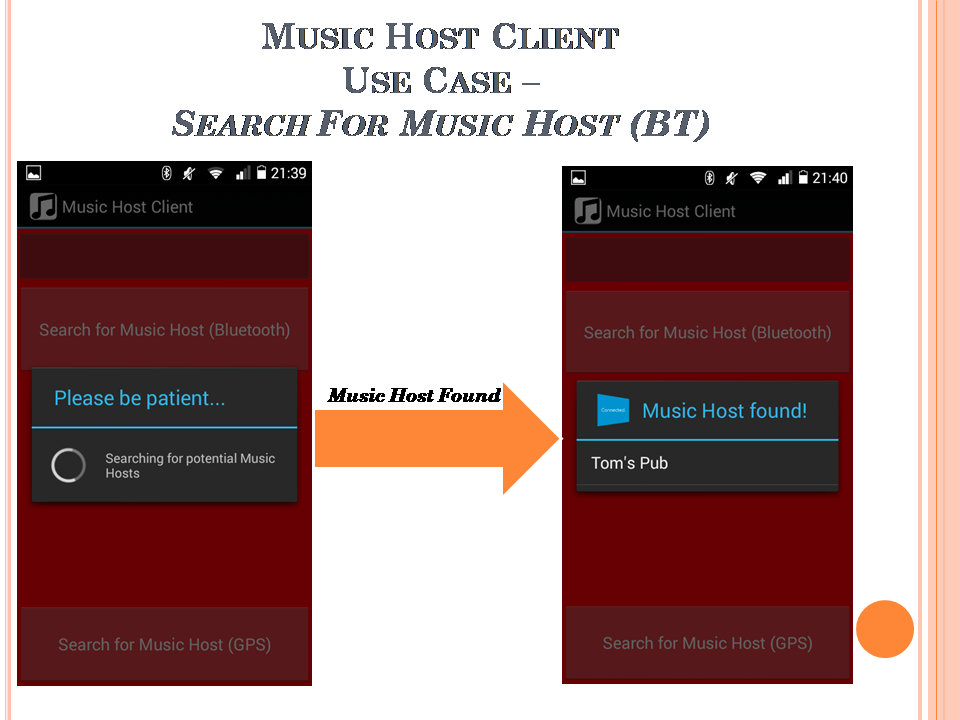 Music Host Client
Use Case –
Search For Music Host (BT)
21:39
Music Host Client
Search for Music Host (Bluetooth)
Please be patient...
Searching for potential Music
Hosts
Search for Music Host (GPS)
Music Host Found
21:40
Music Host Client
Search for Music Host (Bluetooth)
Connected
Music Host found!
Tom's Pub
Search for Music Host (GPS)